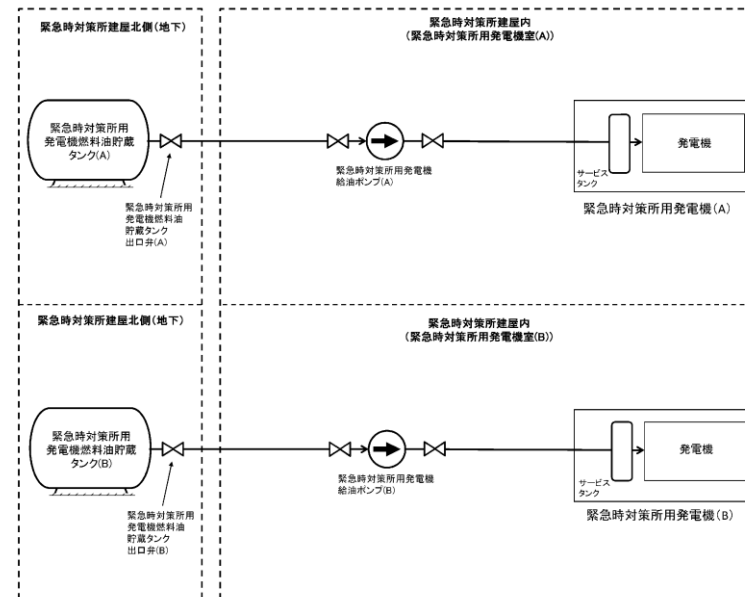 緊急時対策所建屋北側(地下)
緊急時対策所建屋内
(緊急時対策所用発電機室(A))
緊急時対策所用
発電機燃料油貯蔵
タンク(A)
発電機
緊急時対策所用発電機
給油ポンプ(A)
サービス
タンク
緊急時対策所用
発電機燃料油
貯蔵タンク
出口弁(A)
緊急時対策所用発電機(A)
緊急時対策所建屋北側(地下)
緊急時対策所建屋内
(緊急時対策所用発電機室(B))
緊急時対策所用
発電機燃料油貯蔵
タンク(B)
発電機
緊急時対策所用発電機
給油ポンプ(B)
サービス
タンク
緊急時対策所用
発電機燃料油
貯蔵タンク
出口弁(B)
緊急時対策所用発電機(B)